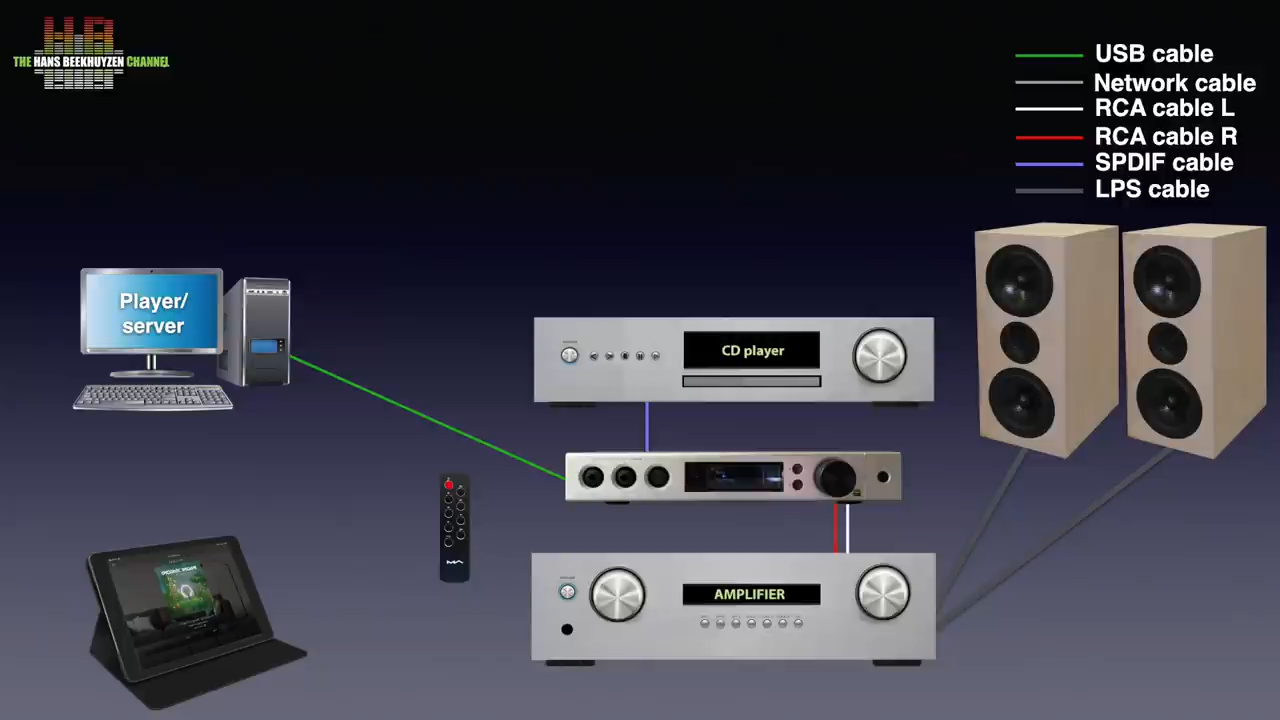 THE HANS BEEKHUYZEN CHANNEL
USB cable
Network cable
RCA cable L
RCA cable R
SPDIF cable
LPS cable
Player/
server
CD player
AMPLIFIER